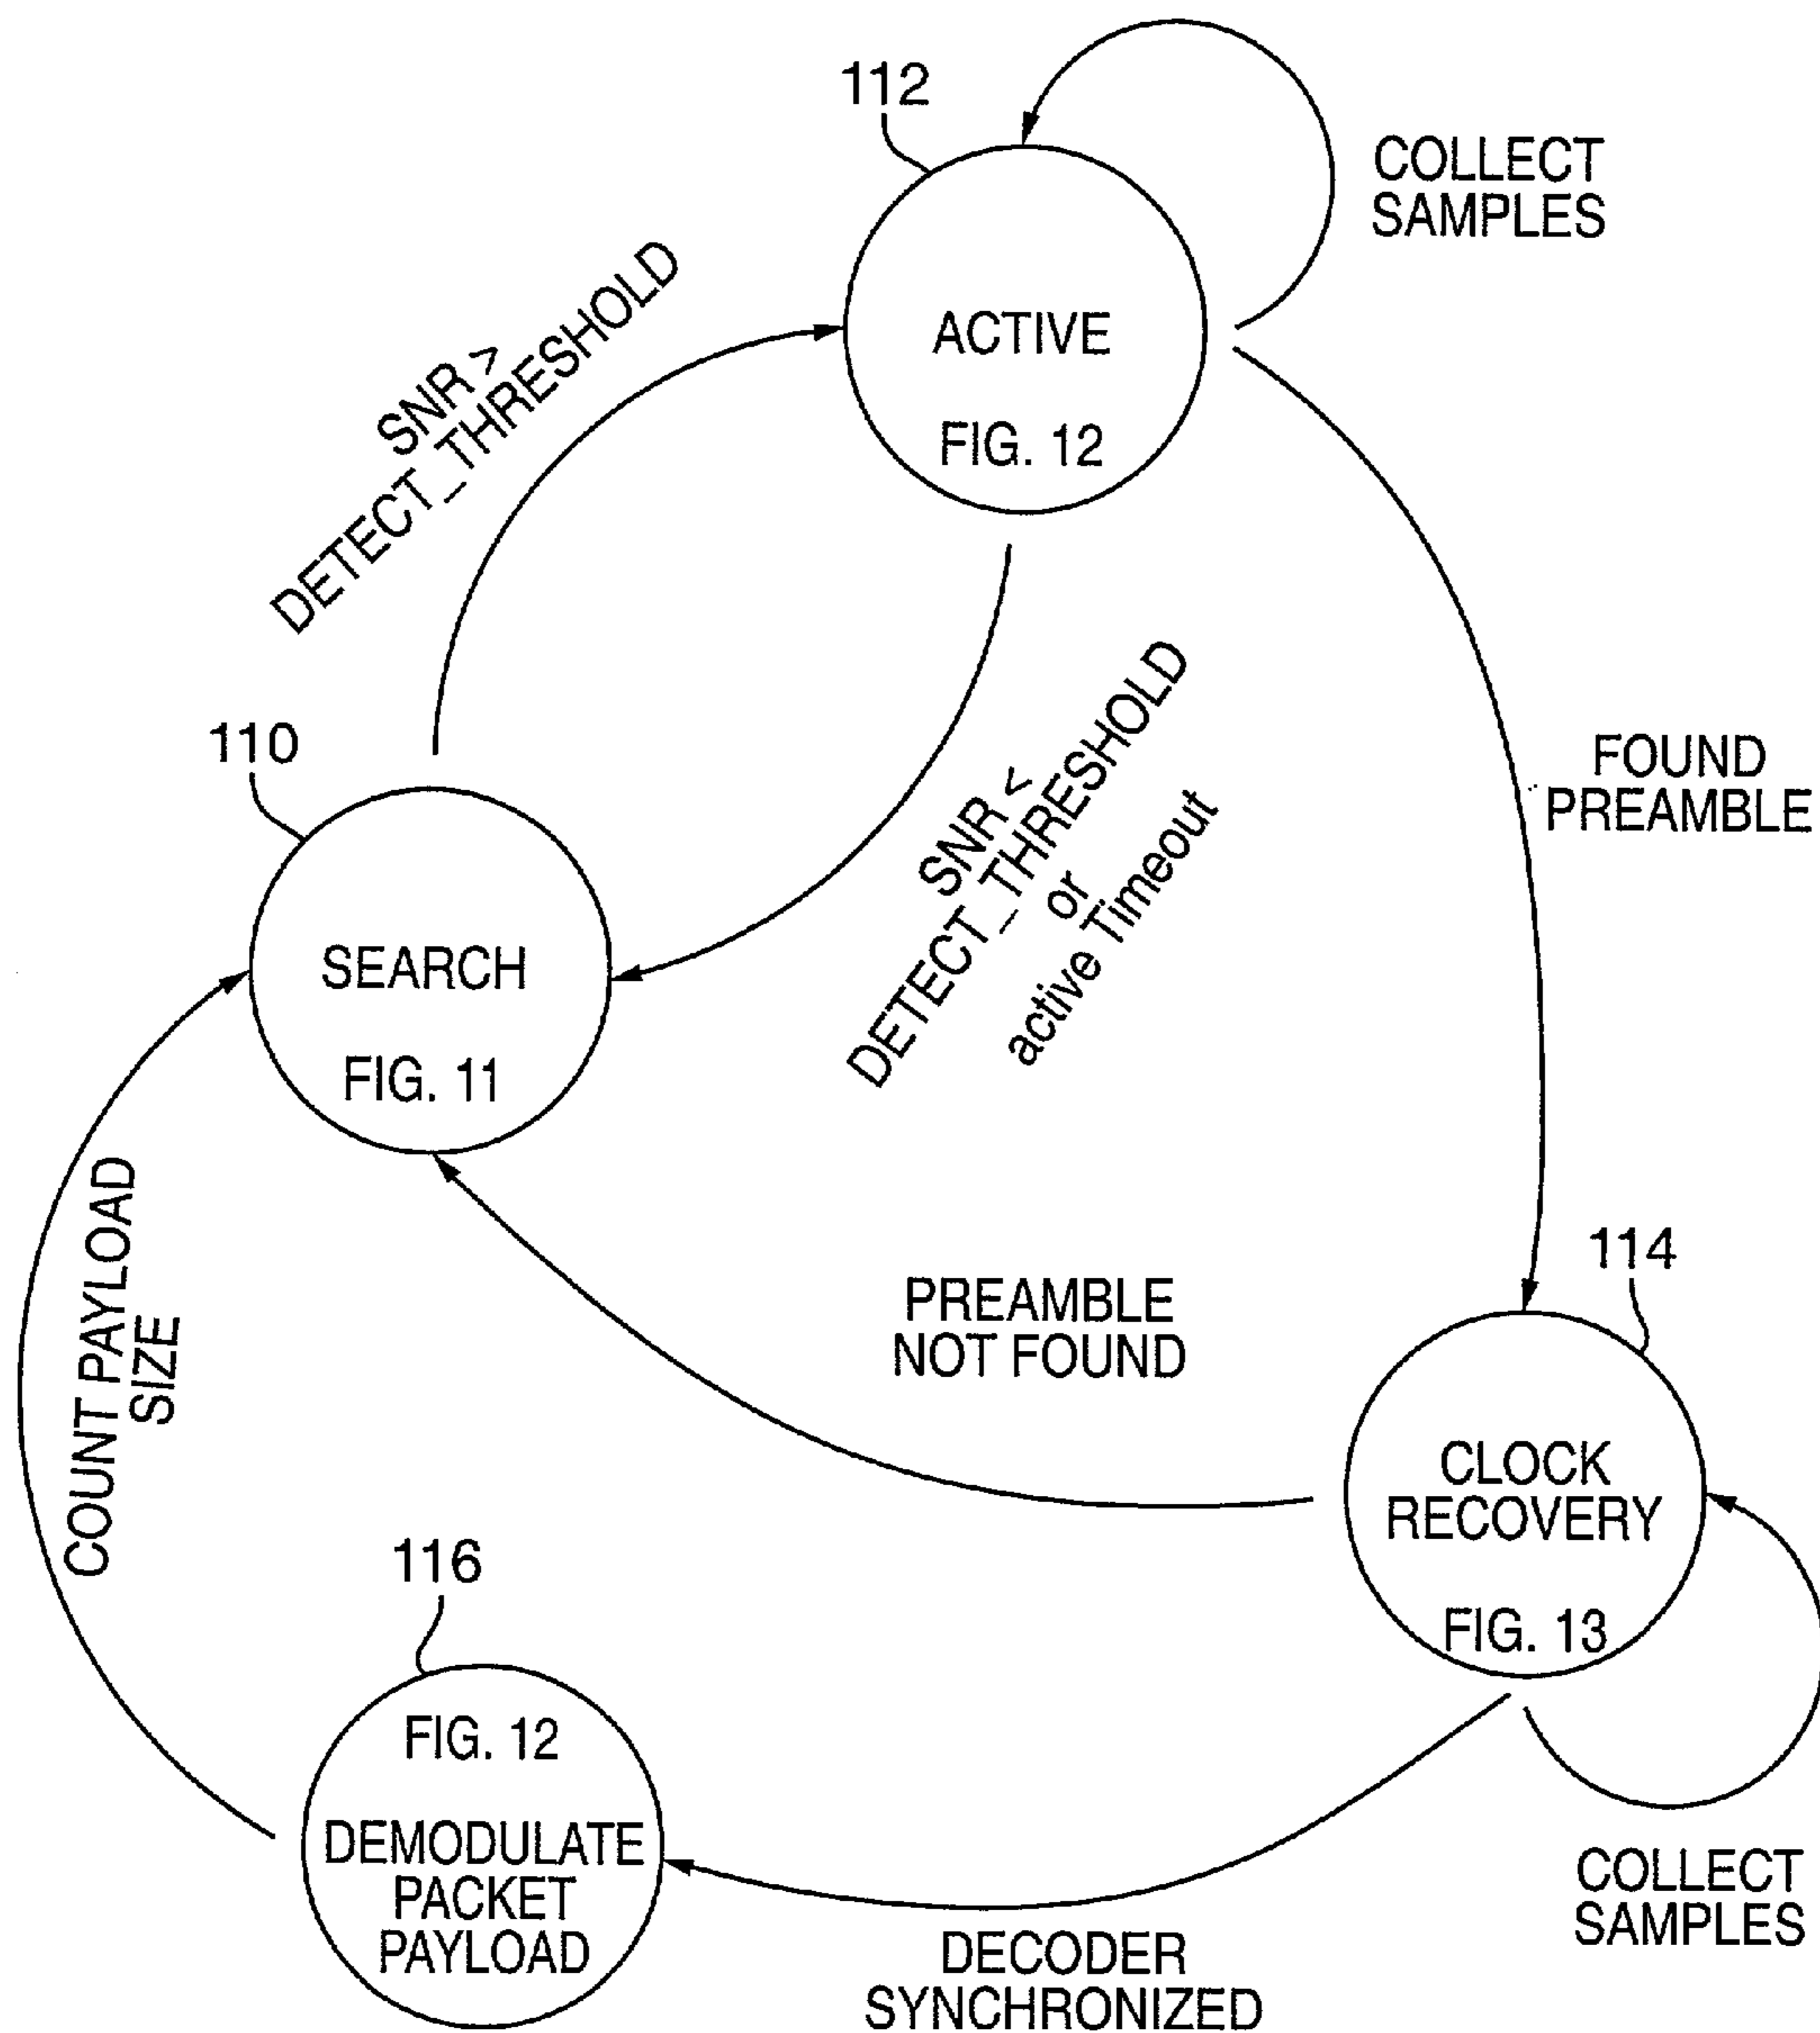 112
COLLECT
SAMPLES
ACTIVE
FIG. 12
SNR >
DETECT_THRESHOLD
110
SNR <
DETECT_THRESHOLD
or
active Timeout
FOUND
PREAMBLE
SEARCH
FIG. 11
COUNT PAYLOAD
SIZE
PREAMBLE
NOT FOUND
114
CLOCK
RECOVERY
FIG. 13
116
FIG. 12
DEMODULATE
PACKET
PAYLOAD
DECODER
SYNCHRONIZED
COLLECT
SAMPLES